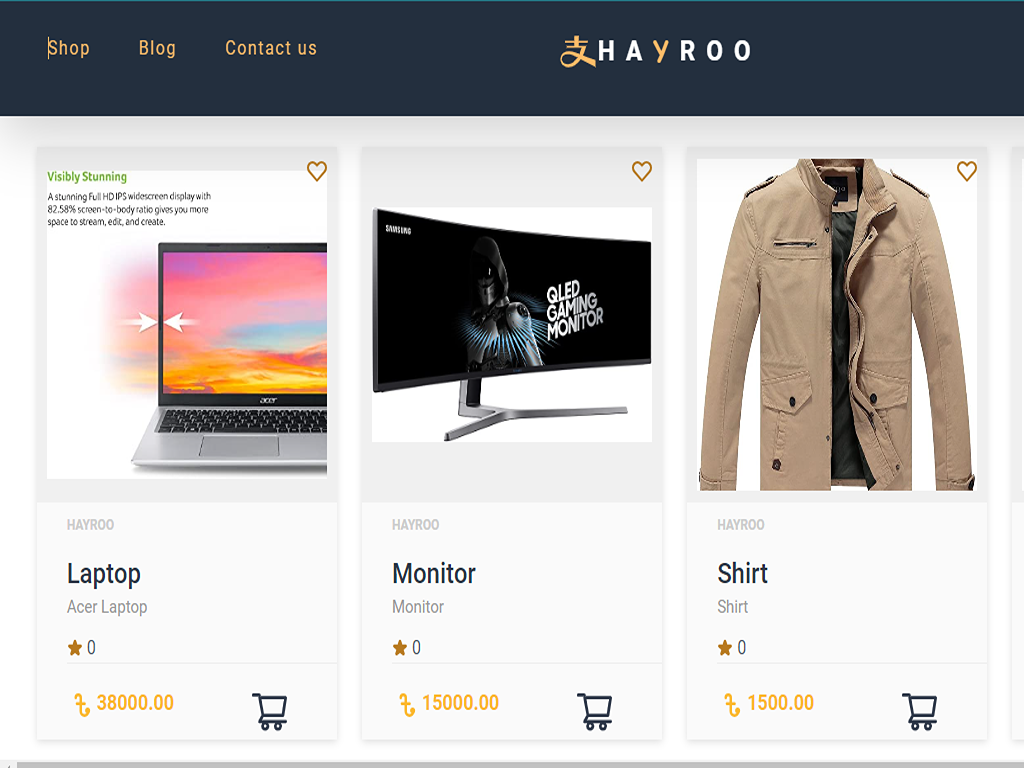 Shop Blog Contact us
支HAYROO
Visibly Stunning
A stunning Full HD IPS widescreen display with
82.58% screen-to-body ratio gives you more
space to stream, edit, and create.
acer
SAMSUNG
QLED
GAMING
MONITOR
HAYROO
Laptop
Acer Laptop
0
৳ 38000.00
HAYROO
Monitor
Monitor
0
৳ 15000.00
HAYROO
Shirt
Shirt
0
৳ 1500.00